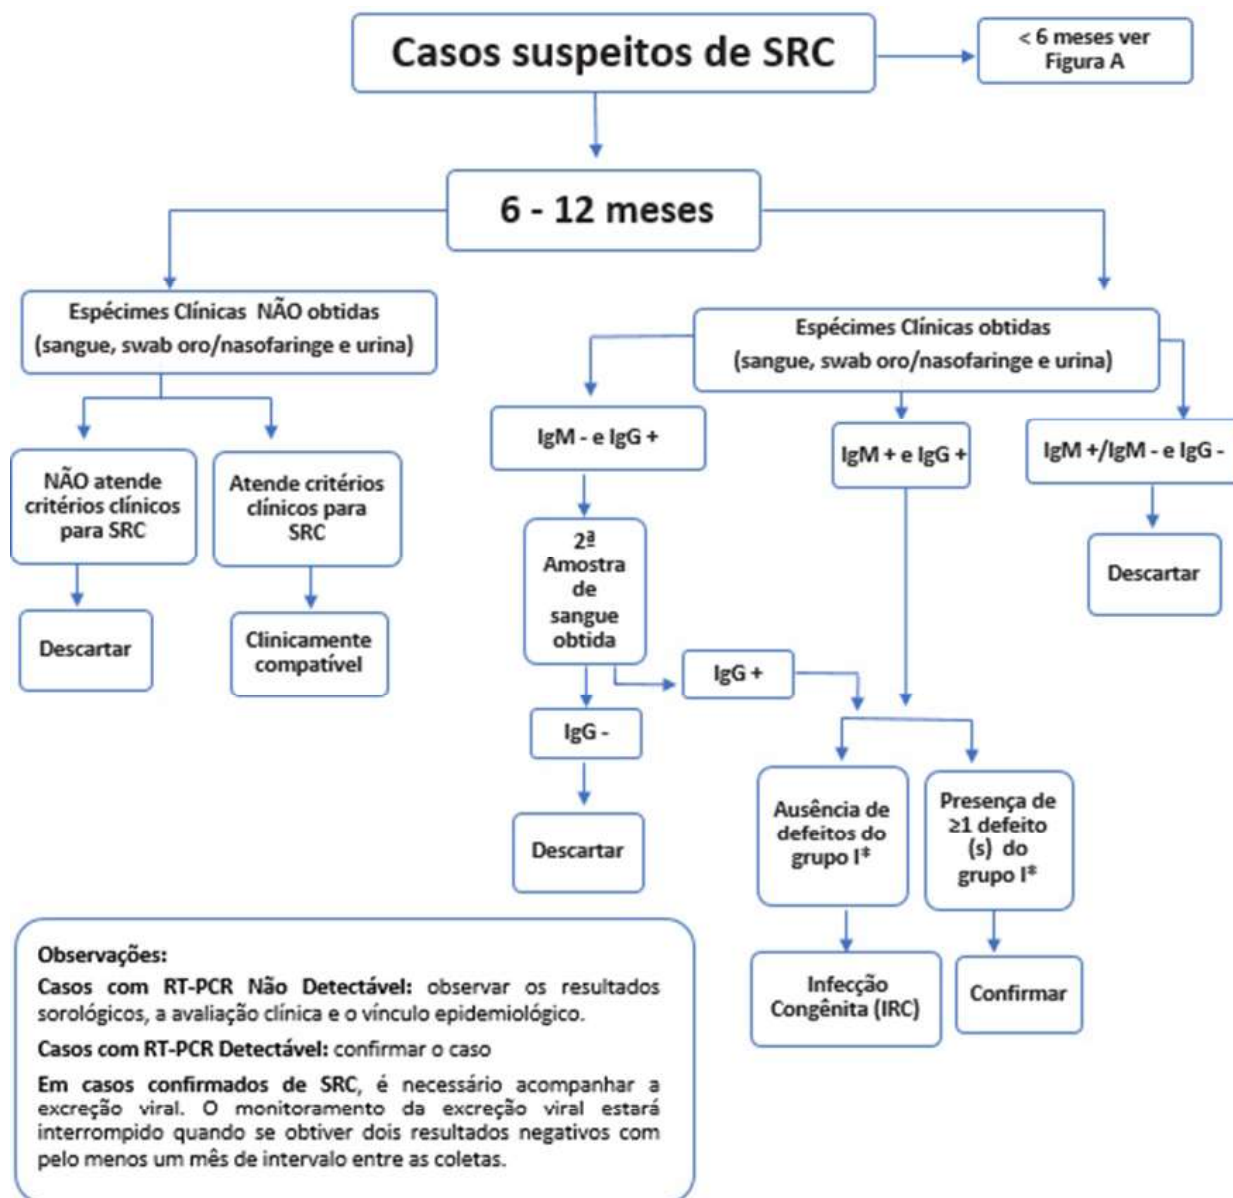 Casos suspeitos de SRC
< 6 meses ver
Figura A
6 - 12 meses
Espécimes Clínicas NÃO obtidas
(sangue, swab oro/nasofaringe e urina)
Espécimes Clínicas obtidas
(sangue, swab oro/nasofaringe e urina)
NÃO atende
critérios clínicos
para SRC
Atende critérios
clínicos para
SRC
Descartar
Clinicamente
compatível
IgM - e IgG +
IgM + e IgG +
IgM +/IgM - e IgG -
2ª
Amostra
de
sangue
obtida
Descartar
IgG +
IgG -
Descartar
Ausência de
defeitos do
grupo I*
Presença de
≥1 defeito
(s) do
grupo I*
Infecção
Congênita (IRC)
Confirmar
Observações:
Casos com RT-PCR Não Detectável: observar os resultados
sorológicos, a avaliação clínica e o vínculo epidemiológico.
Casos com RT-PCR Detectável: confirmar o caso
Em casos confirmados de SRC, é necessário acompanhar a
excreção viral. O monitoramento da excreção viral estará
interrompido quando se obtiver dois resultados negativos com
pelo menos um mês de intervalo entre as coletas.